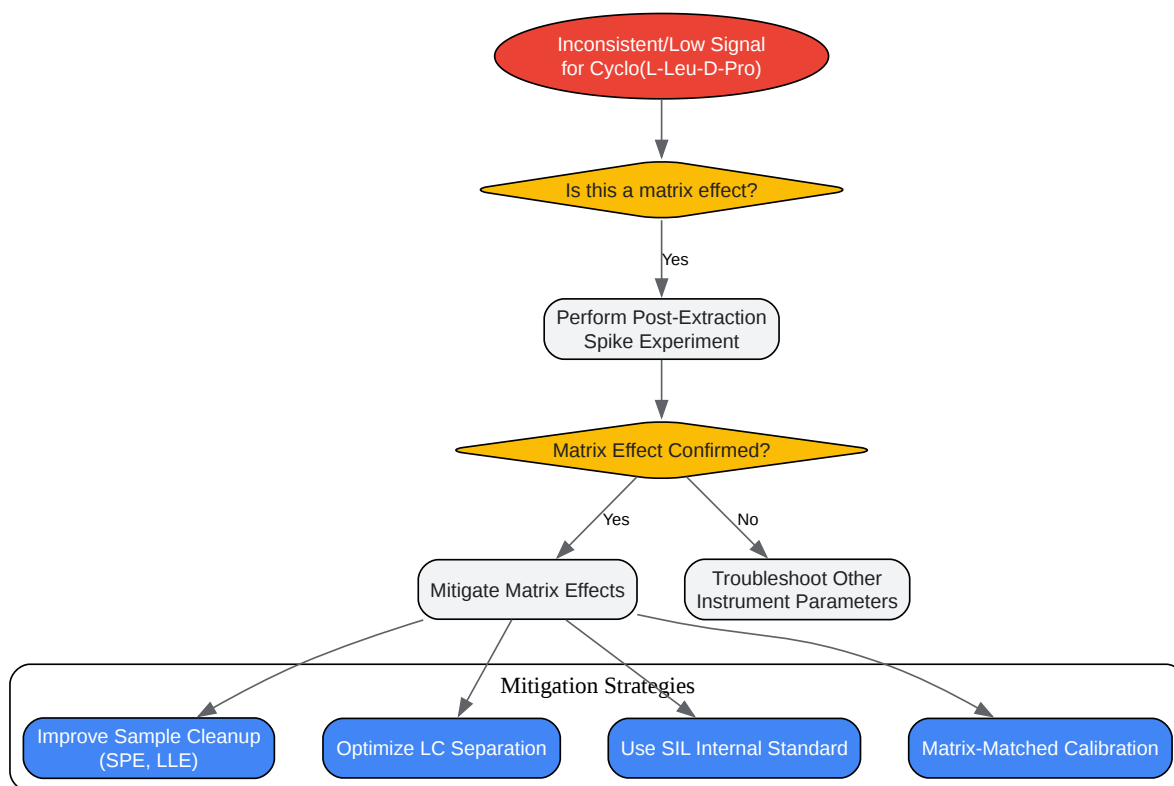 Inconsistent/Low Signal
for Cyclo(L-Leu-D-Pro)
Is this a matrix effect?
Yes
Perform Post-Extraction
Spike Experiment
Matrix Effect Confirmed?
Yes
No
Mitigate Matrix Effects
Troubleshoot Other
Instrument Parameters
Mitigation Strategies
Improve Sample Cleanup
(SPE, LLE)
Optimize LC Separation
Use SIL Internal Standard
Matrix-Matched Calibration